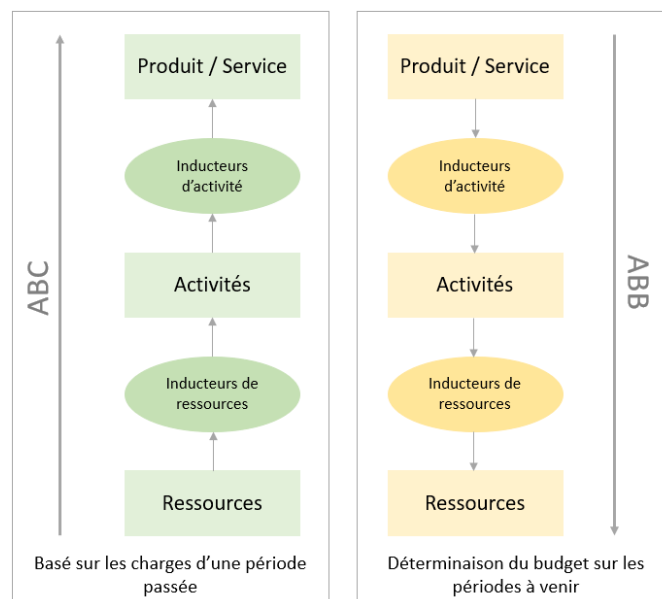 ABC
Produit / Service
Inducteurs
d'activité
Activités
Inducteurs de
ressources
Ressources
Basé sur les charges d'une période
passée
Produit / Service
Inducteurs
d'activité
Activités
Inducteurs de
ressources
Ressources
ABB
Déterminaison du budget sur les
périodes à venir